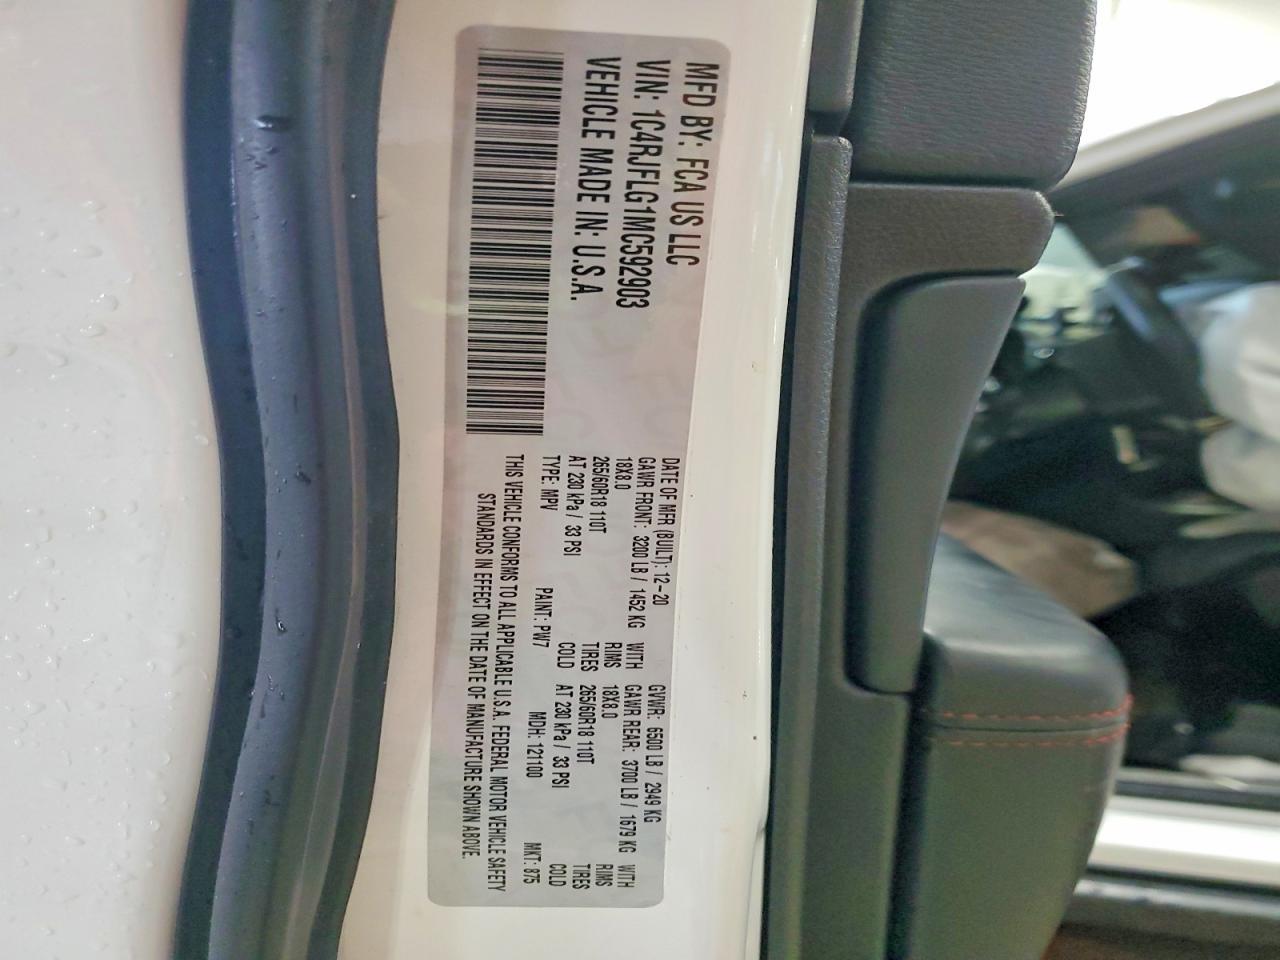 MFD BY: FCA US LLC
VIN: 1C4RJFLG1MC592903
VEHICLE MADE IN: U.S.A.
DATE OF MFR (BUILT): 12-20 GVWR: 6500 LB / 2949 KG
GAWR FRONT: 3200 LB / 1452 KG WITH GAWR REAR: 3700 LB / 1679 KG WITH
18X8.0 RIMS 18X8.0 RIMS
265/60R18 110T TIRES 265/60R18 110T TIRES
AT 230 kPa / 33 PSI COLD AT 230 kPa / 33 PSI COLD
TYPE: MPV PAINT: PW7 MDH: 121100 MKT: 875
THIS VEHICLE CONFORMS TO ALL APPLICABLE U.S.A. FEDERAL MOTOR VEHICLE SAFETY
STANDARDS IN EFFECT ON THE DATE OF MANUFACTURE SHOWN ABOVE.